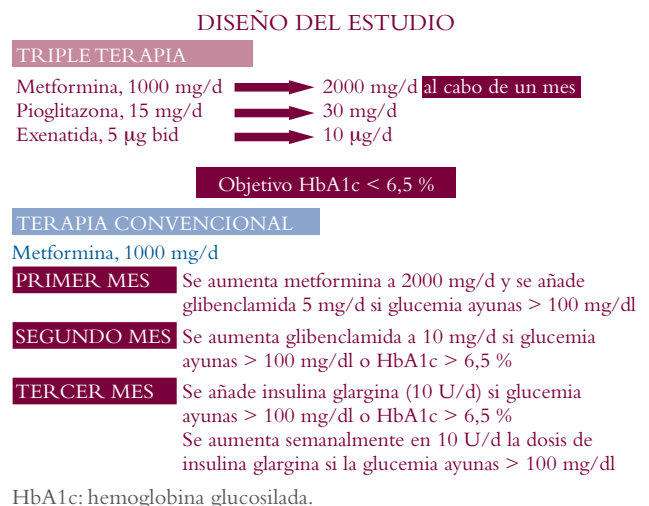 DISEÑO DEL ESTUDIO
TRIPLE TERAPIA
Metformina, 1000 mg/d 2000 mg/d al cabo de un mes
Pioglitazona, 15 mg/d 30 mg/d
Exenatida, 5 µg bid 10 µg/d
Objetivo HbA1c < 6,5 %
TERAPIA CONVENCIONAL
Metformina, 1000 mg/d
PRIMER MES Se aumenta metformina a 2000 mg/d y se añade
glibenclamida 5 mg/d si glucemia ayunas > 100 mg/dl
SEGUNDO MES Se aumenta glibenclamida a 10 mg/d si glucemia
ayunas > 100 mg/dl o HbA1c > 6,5 %
TERCER MES Se añade insulina glargina (10 U/d) si glucemia
ayunas > 100 mg/dl o HbA1c > 6,5 %
Se aumenta semanalmente en 10 U/d la dosis de
insulina glargina si la glucemia ayunas > 100 mg/dl
HbA1c: hemoglobina glucosilada.